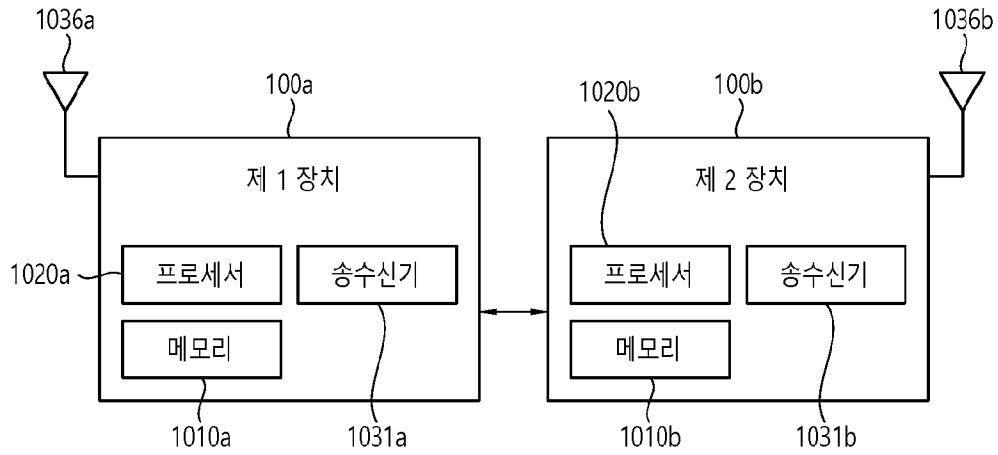 1036a
1036b
100a
1020b
100b
제 1 장치
제 2 장치
1020a
프로세서
송수신기
프로세서
송수신기
메모리
메모리
1010a
1031a
1010b
1031b